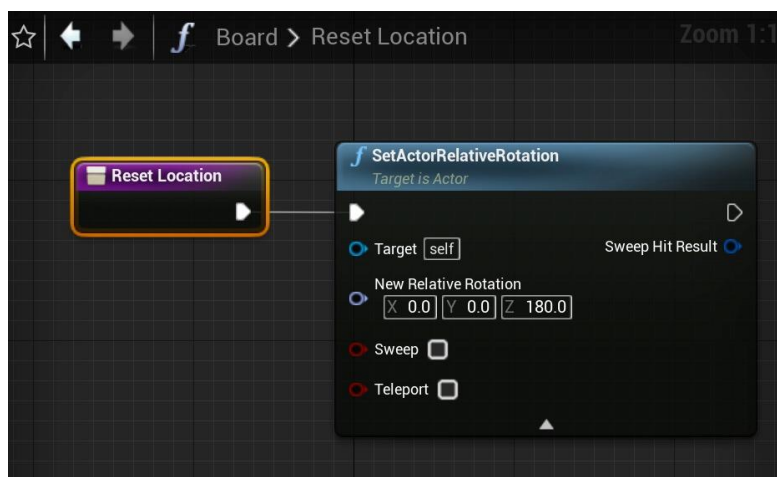 f Board > Reset Location
Zoom 1:1
Reset Location
f SetActorRelativeRotation
Target is Actor
Target self
Sweep Hit Result
New Relative Rotation
X 0.0 Y 0.0 Z 180.0
Sweep
Teleport